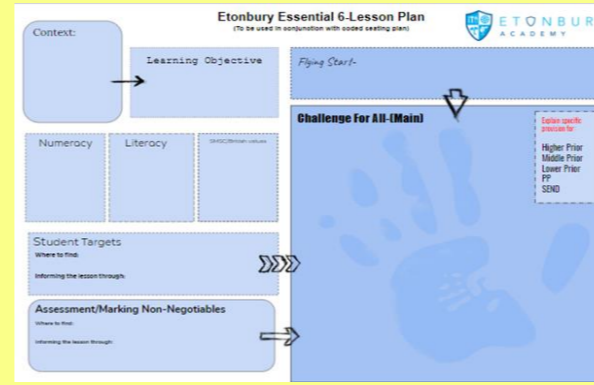 Etonbury Essential 6-Lesson Plan
(To be used in conjunction with coded seating plan)
ETONBUR
ACADEMY
Context:
Learning Objective
Flying Start-
Challenge For All-(Main)
Explain specific
provision for:
Higher Prior
Middle Prior
Lower Prior
PP
SEND
Numeracy
Literacy
SMSC/British values
Student Targets
Where to find:
Informing the lesson through:
Assessment/Marking Non-Negotiables
Where to find:
Informing the lesson through: